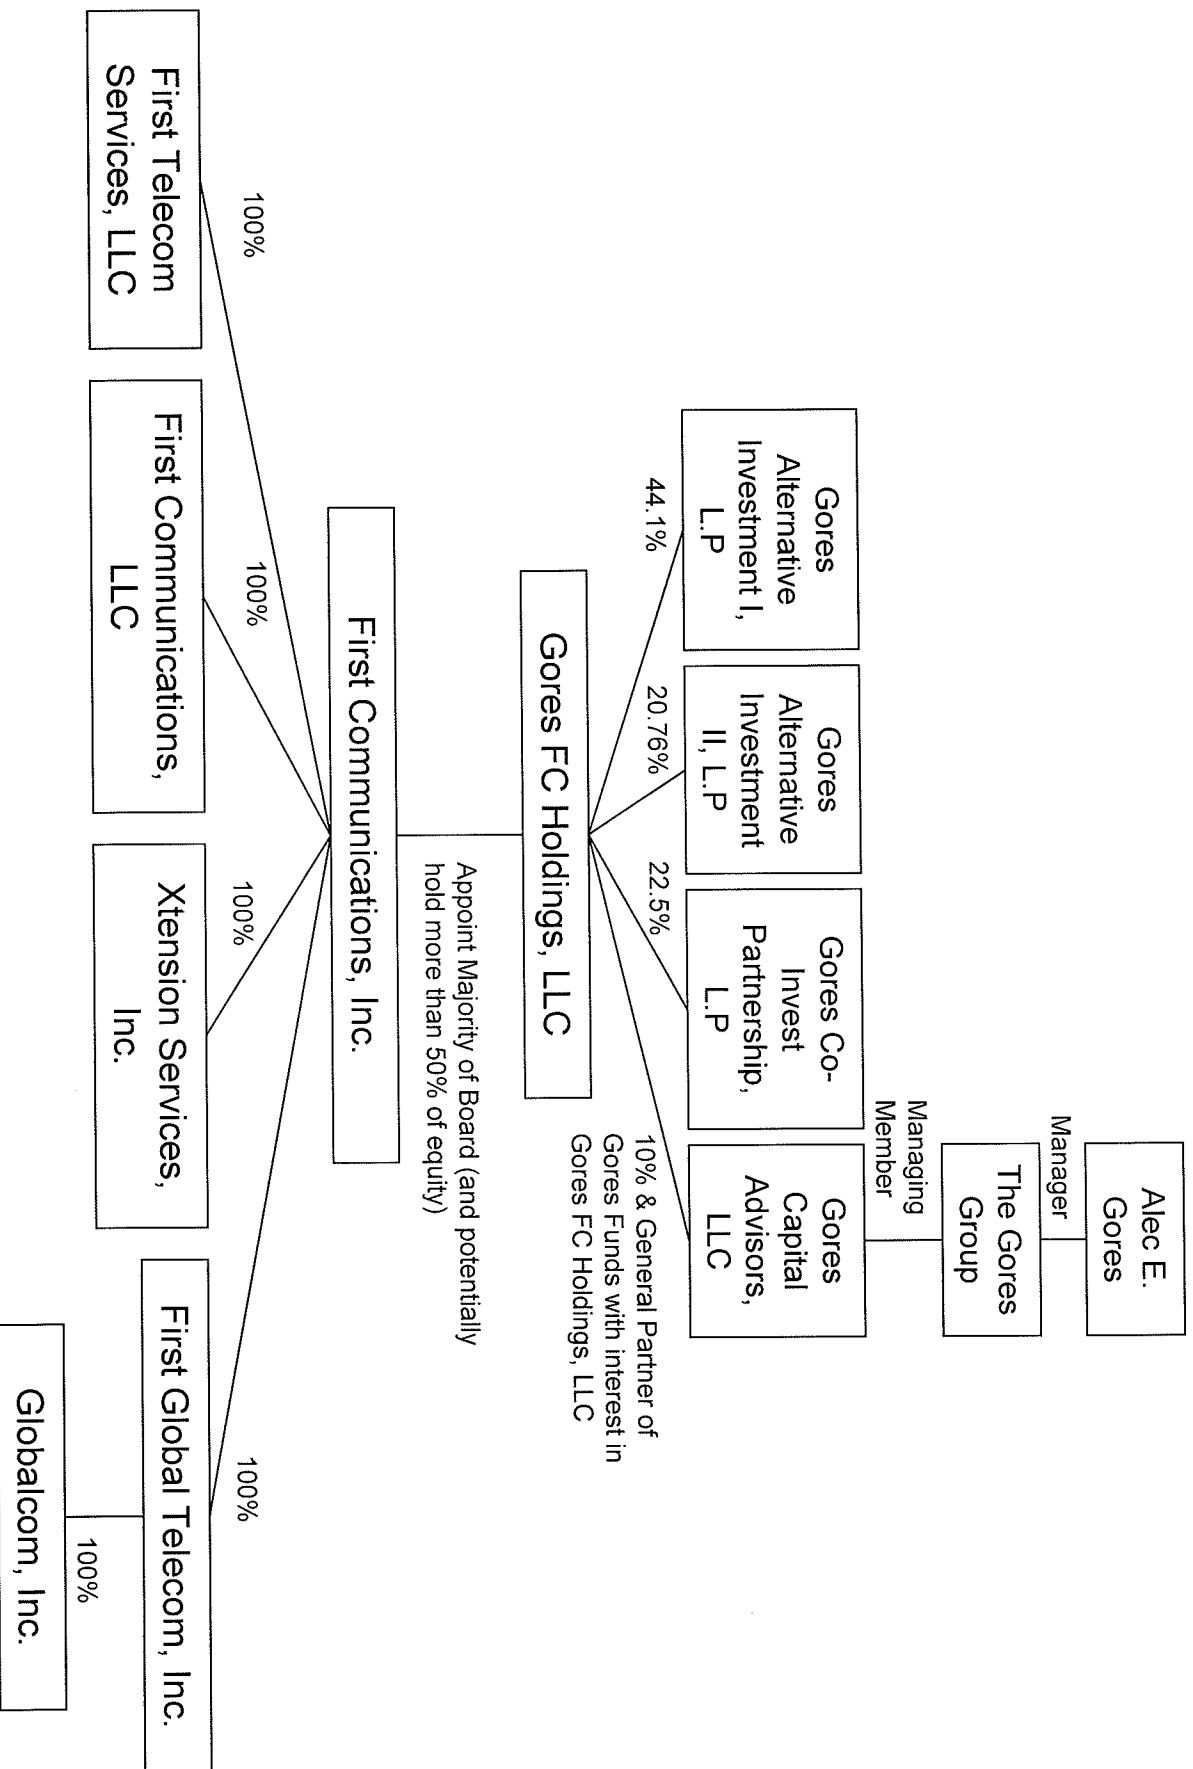 Alec E.
Gores
Manager
The Gores
Group
Managing
Member
Gores
Alternative
Investment I,
L.P
Gores
Alternative
Investment
II, L.P
Gores Co-
Invest
Partnership,
L.P
Gores
Capital
Advisors,
LLC
44.1%
20.76%
22.5%
10% & General Partner of
Gores Funds with interest in
Gores FC Holdings, LLC
Gores FC Holdings, LLC
Appoint Majority of Board (and potentially
hold more than 50% of equity)
First Communications, Inc.
100%
100%
100%
100%
First Telecom
Services, LLC
First Communications,
LLC
Xtension Services,
Inc.
First Global Telecom, Inc.
100%
Globalcom, Inc.